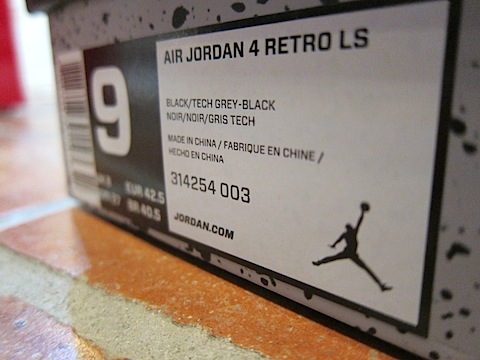 AIR JORDAN 4 RETRO LS
BLACK/TECH GREY-BLACK
NOIR/NOIR/GRIS TECH
MADE IN CHINA / FABRIQUE EN CHINE /
HECHO EN CHINA
314254 003
JORDAN.COM
9
EUR 42.5
BR 40.5